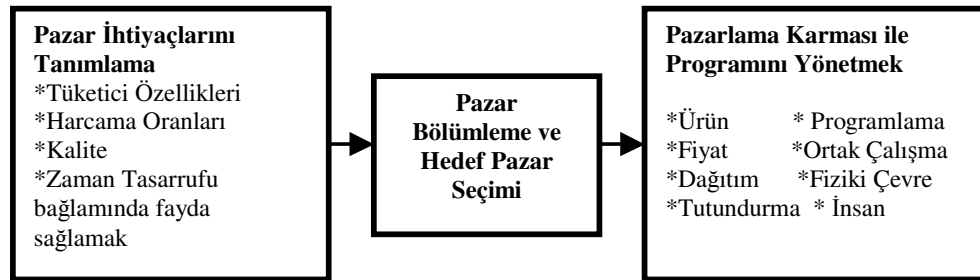 Pazar İhtiyaçlarını
Tanımlama
*Tüketici Özellikleri
*Harcama Oranları
*Kalite
*Zaman Tasarrufu
bağlamında fayda
sağlamak
Pazar
Bölümleme ve
Hedef Pazar
Seçimi
Pazarlama Karması ile
Programını Yönetmek
*Ürün * Programlama
*Fiyat *Ortak Çalışma
*Dağıtım *Fiziki Çevre
*Tutundurma * İnsan